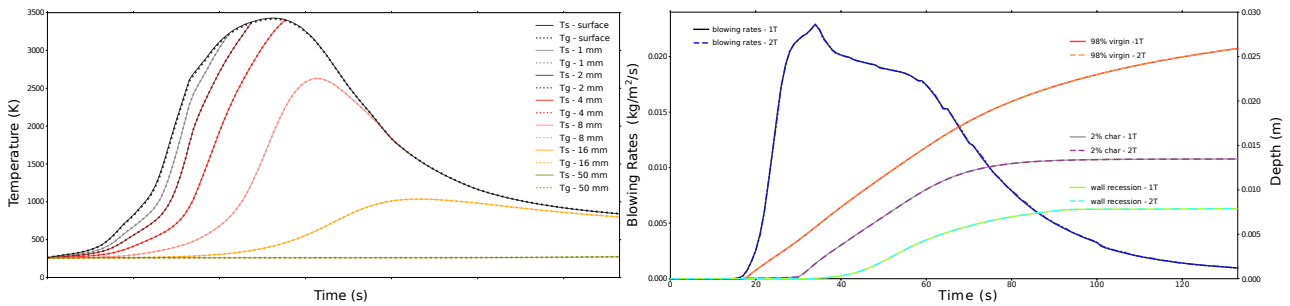 3500
3000
2500
2000
1500
1000
500
0
Temperature (K)
Time (s)
Ts - surface
Tg - surface
Ts - 1 mm
Tg - 1 mm
Ts - 2 mm
Tg - 2 mm
Ts - 4 mm
Tg - 4 mm
Ts - 8 mm
Tg - 8 mm
Ts - 16 mm
Tg - 16 mm
Ts - 50 mm
Tg - 50 mm
0.020
0.015
0.010
0.005
0.000
Blowing Rates (kg/m²/s)
blowing rates - 1T
blowing rates - 2T
98% virgin -1T
98% virgin - 2T
2% char - 1T
2% char - 2T
wall recession - 1T
wall recession - 2T
0 20 40 60 80 100 120
Time (s)
0.030
0.025
0.020
0.015
0.010
0.005
0.000
Depth (m)